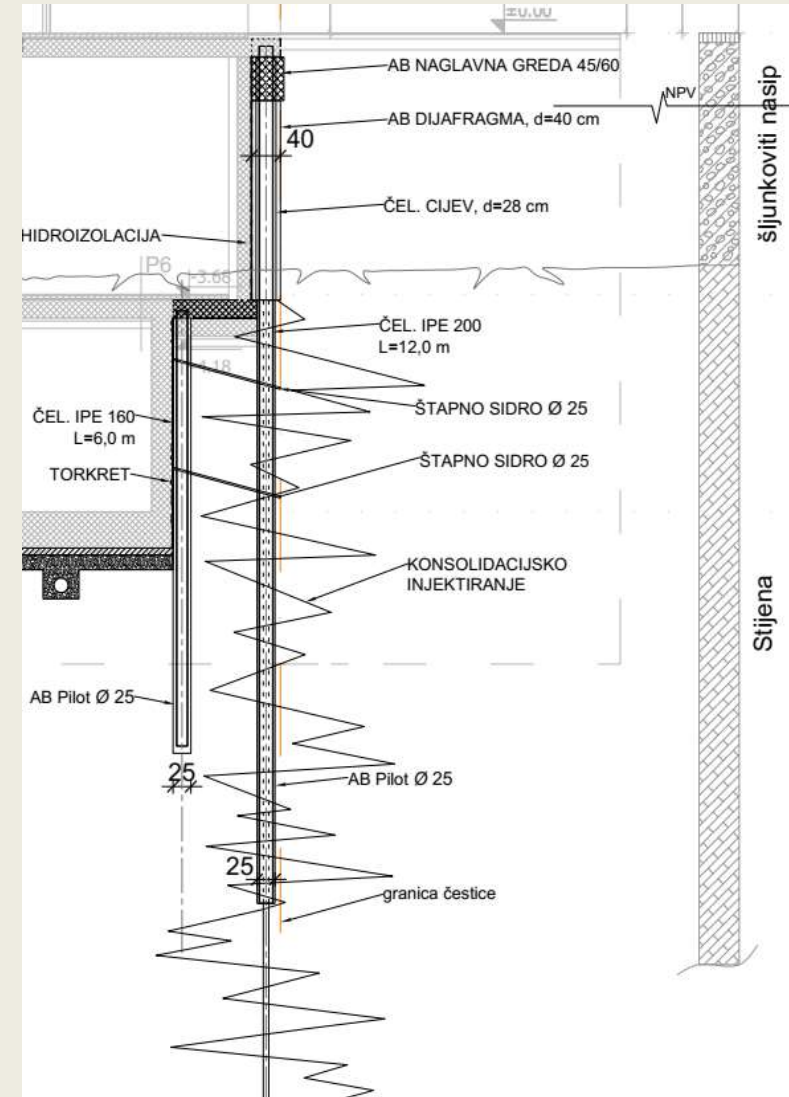 ±0.00
AB NAGLAVNA GREDA 45/60
NPV
AB DIJAFRAGMA, d=40 cm
40
šljunkoviti nasip
ČEL. CIJEV, d=28 cm
HIDROIZOLACIJA
P6
-3.68
ČEL. IPE 200
L=12,0 m
ČEL. IPE 160
L=6,0 m
ŠTAPNO SIDRO Ø 25
ŠTAPNO SIDRO Ø 25
TORKRET
KONSOLIDACIJSKO
INJEKTIRANJE
Stijena
AB Pilot Ø 25
25
AB Pilot Ø 25
25
granica čestice